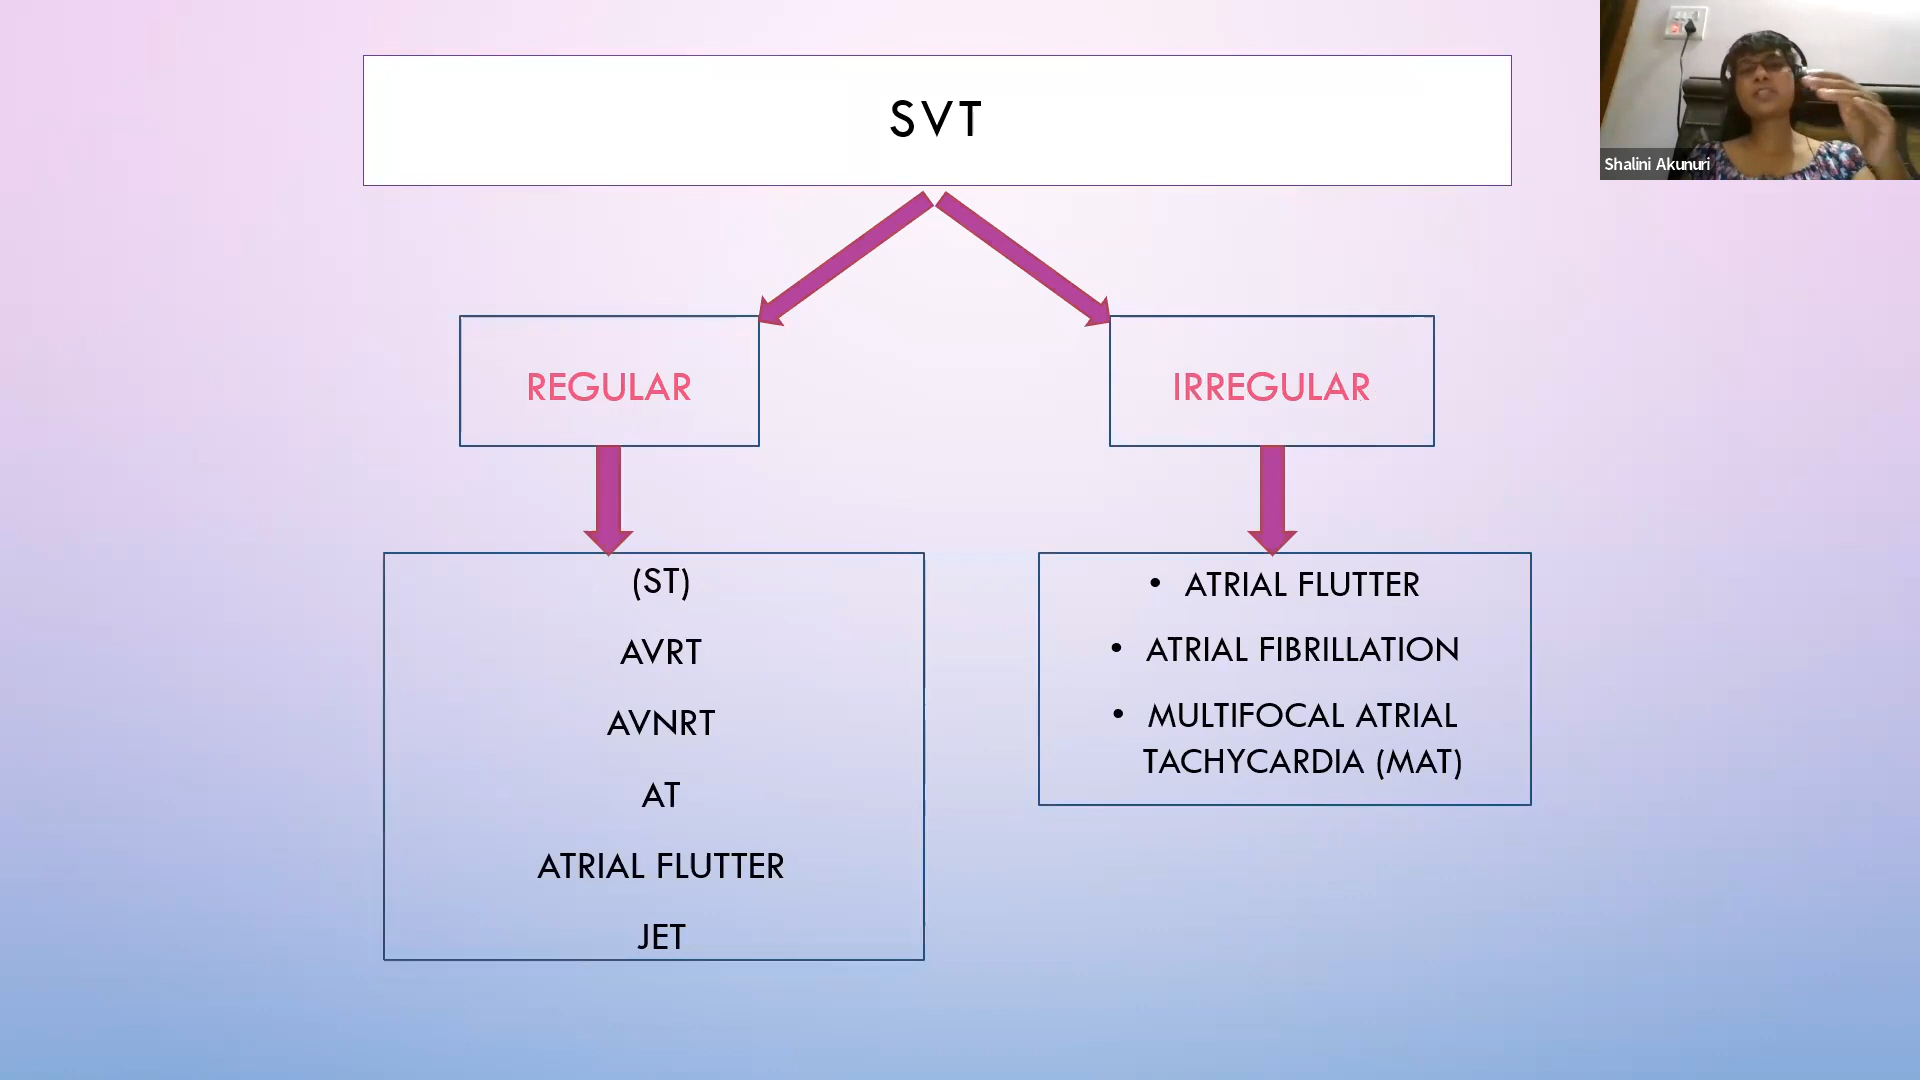 SVT
Shalini Akunuri
REGULAR
IRREGULAR
(ST)
AVRT
AVNRT
AT
ATRIAL FLUTTER
JET
• ATRIAL FLUTTER
• ATRIAL FIBRILLATION
• MULTIFOCAL ATRIAL
TACHYCARDIA (MAT)